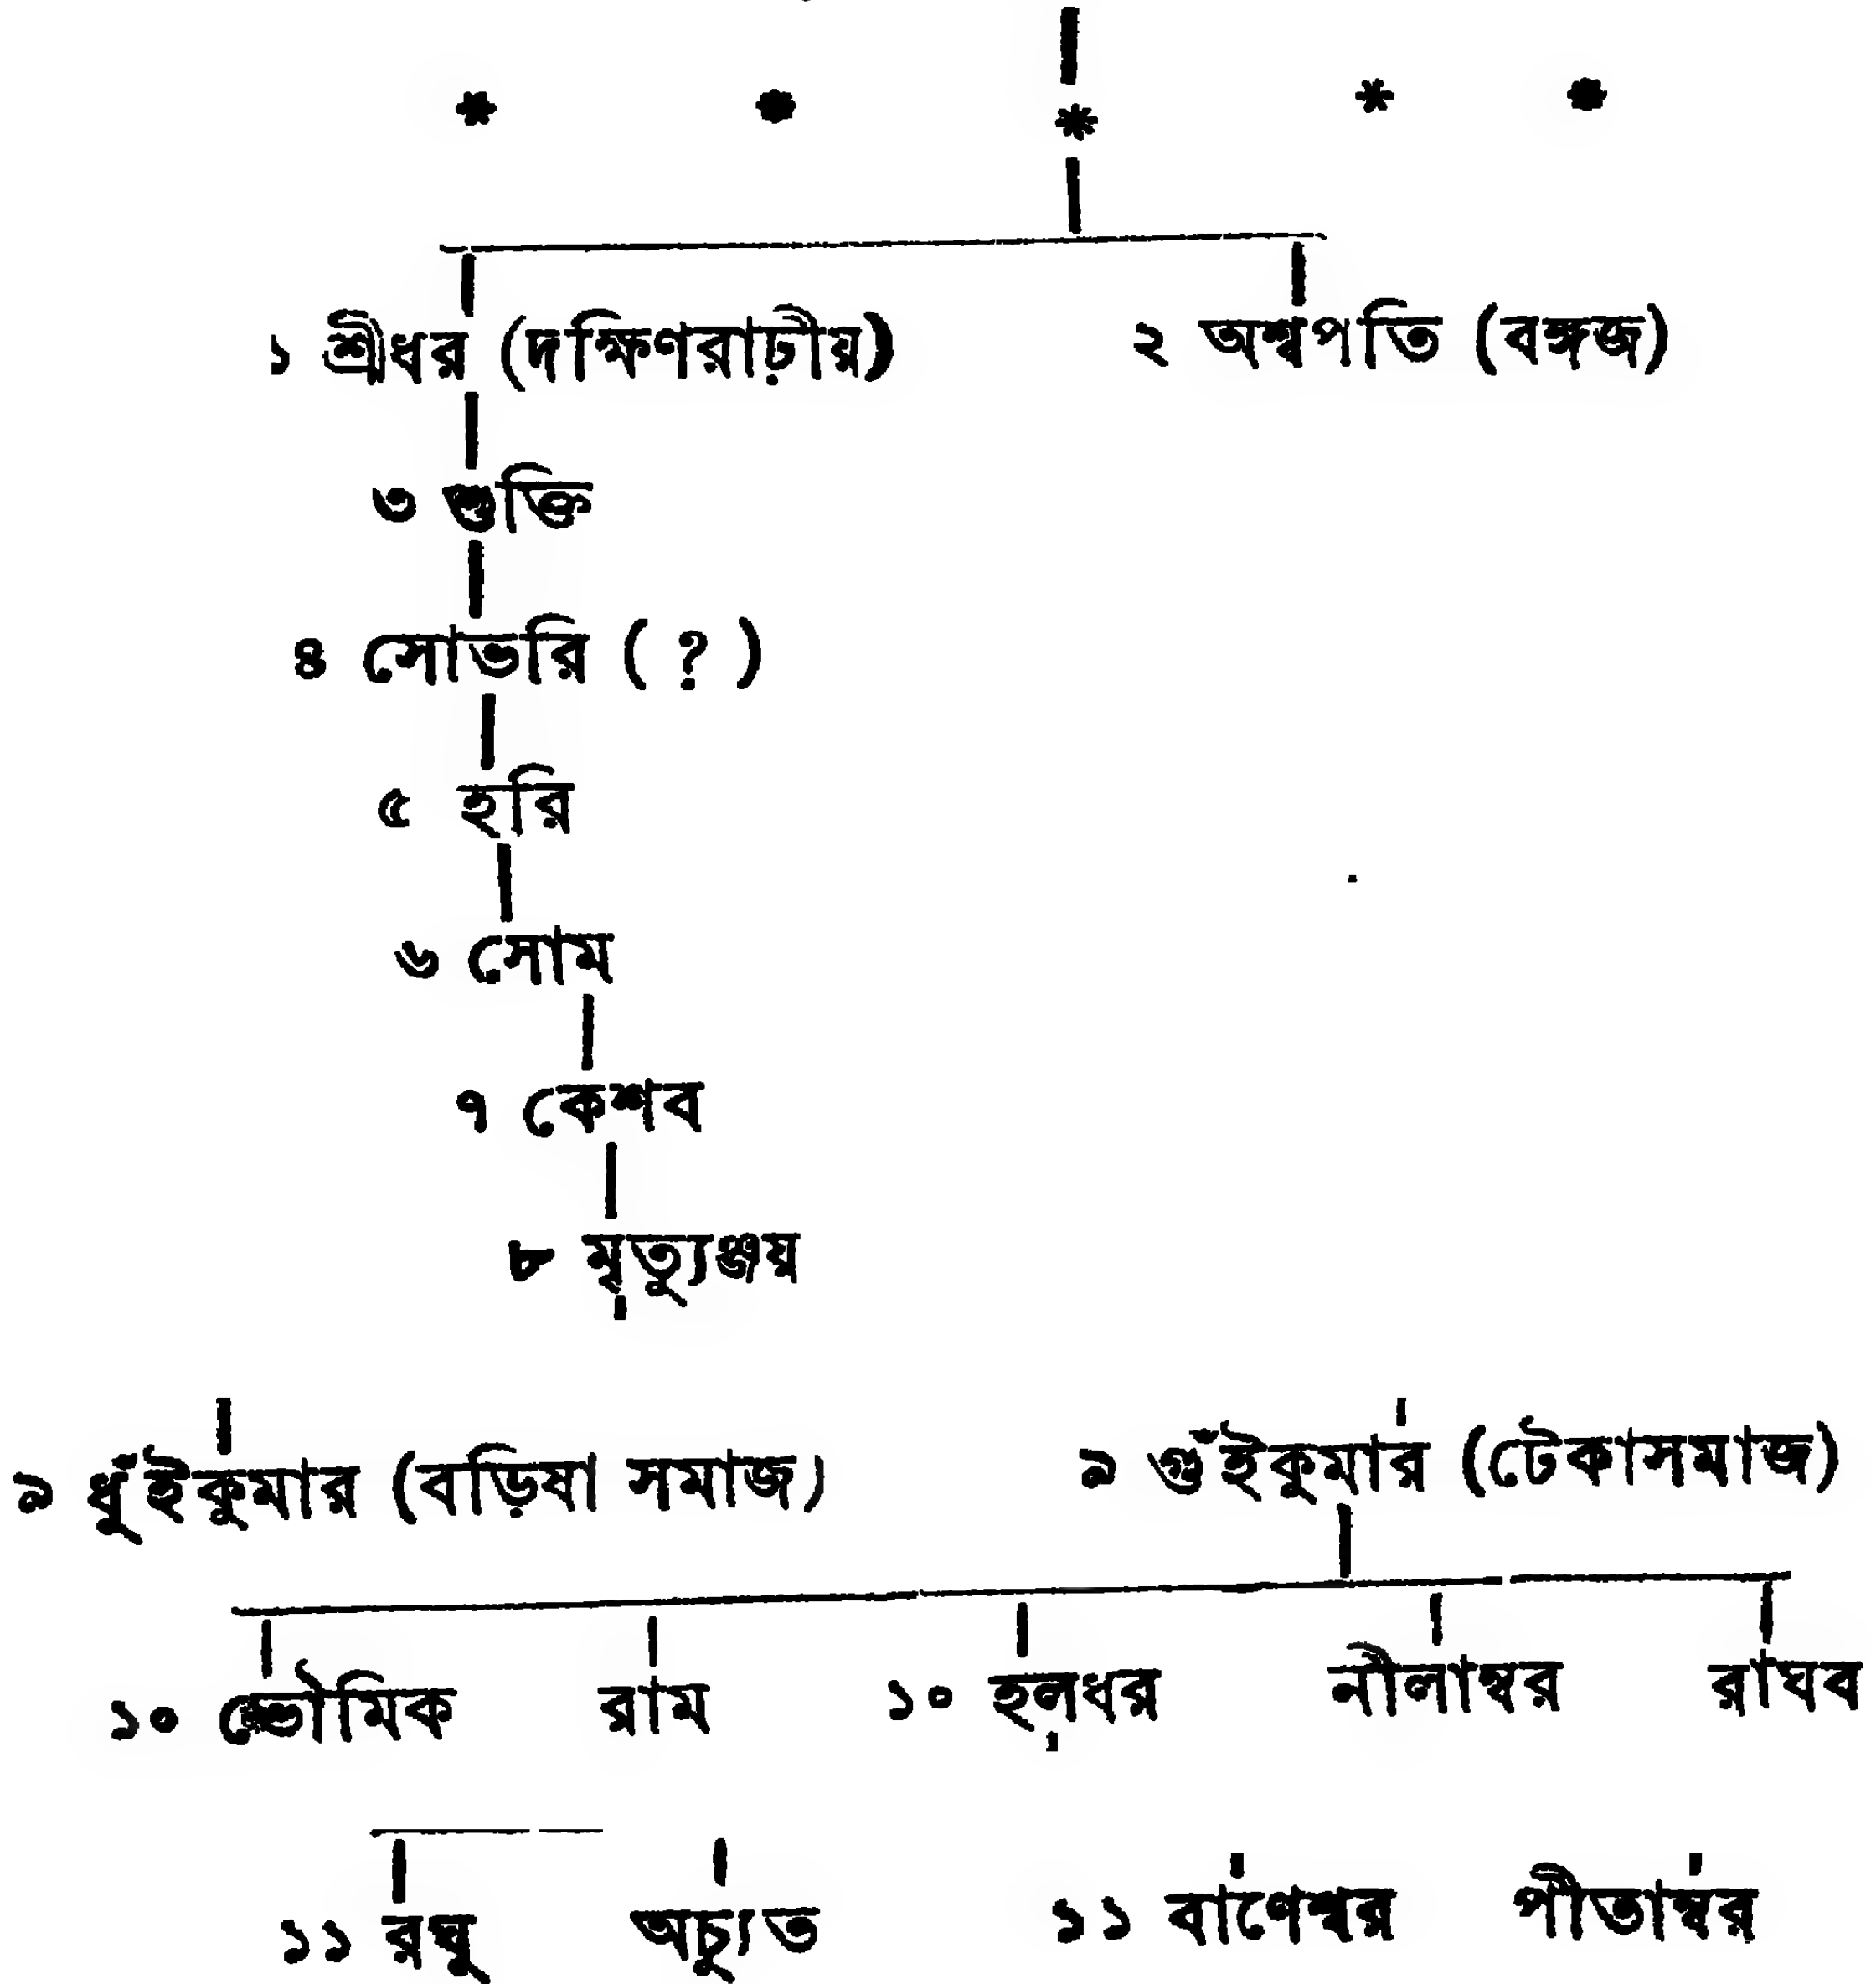 * * * * *
১ শ্রীধর (দক্ষিণরাঢ়ীয়) ২ অশ্বপতি (বঙ্গজ)
৩ শুক্তি
৪ সোভরি ( ? )
৫ হরি
৬ সোম
৭ কেশব
৮ মৃত্যুঞ্জয়
৯ ধুঁইকুমার (বড়িষা সমাজ) ৯ গুঁইকুমার (টেকাসমাজ)
১০ ভৌমিক রাম ১০ হলধর নীলাম্বর রাঘব
১১ রঘু অচ্যুত ১১ বাণেশ্বর পীতাম্বর